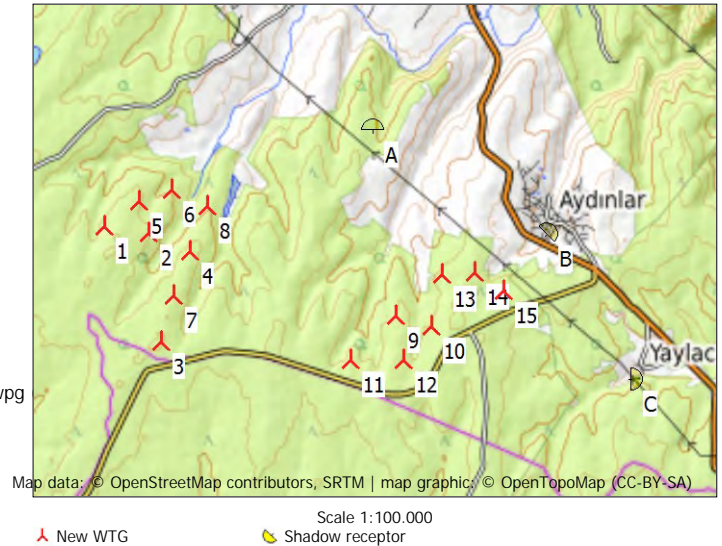 A
Aydınlar
5
6
1
2
8
4
B
7
13
14
15
3
9
10
Yaylac
11
12
vpg
C
Map data: © OpenStreetMap contributors, SRTM | map graphic: © OpenTopoMap (CC-BY-SA)
Scale 1:100.000
New WTG Shadow receptor